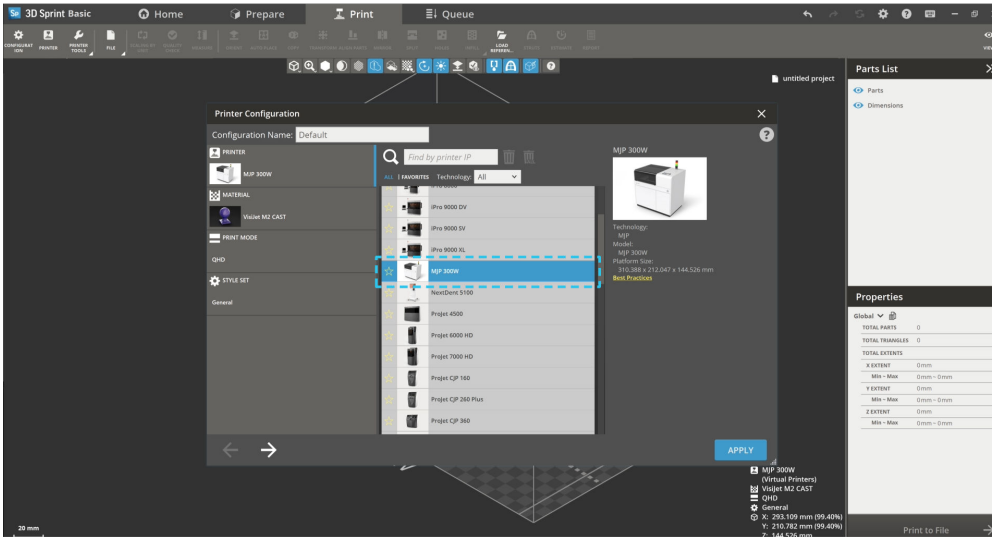 3D Sprint Basic
Home
Prepare
Print
Queue
CONFIGURAT
ION
PRINTER
PRINTER
TOOLS
FILE
SPLIT
LOAD
REFEREN...
untitled project
Parts List
Parts
Dimensions
Printer Configuration
Configuration Name: Default
PRINTER
MJP 300W
MATERIAL
VisiJet M2 CAST
PRINT MODE
QHD
STYLE SET
General
Find by printer IP
ALL | FAVORITES Technology: All
iPro 9000 DV
iPro 9000 SV
iPro 9000 XL
MJP 300W
NextDent 5100
ProJet 4500
ProJet 6000 HD
ProJet 7000 HD
ProJet CJP 160
ProJet CJP 260 Plus
ProJet CJP 360
MJP 300W
Technology:
MJP
Model:
MJP 300W
Platform Size:
310.388 x 212.047 x 144.526 mm
Best Practices
APPLY
Properties
Global
TOTAL PARTS 0
TOTAL TRIANGLES 0
TOTAL EXTENTS
X EXTENT 0mm
Min ~ Max 0mm ~ 0mm
Y EXTENT 0mm
Min ~ Max 0mm ~ 0mm
Z EXTENT 0mm
Min ~ Max 0mm ~ 0mm
MJP 300W
(Virtual Printers)
VisiJet M2 CAST
QHD
General
X: 293.109 mm (99.40%)
Y: 210.782 mm (99.40%)
Z: 144.526 mm
20 mm
Print to File